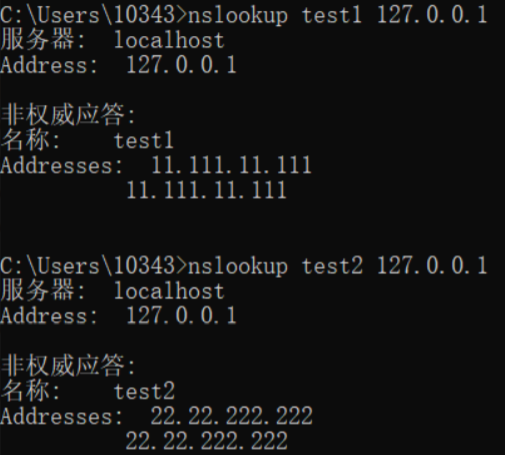 C:\Users\10343>nslookup test1 127.0.0.1
服务器:  localhost
Address:  127.0.0.1
非权威应答:
名称:    test1
Addresses:  11.111.11.111
          11.111.11.111
C:\Users\10343>nslookup test2 127.0.0.1
服务器:  localhost
Address:  127.0.0.1
非权威应答:
名称:    test2
Addresses:  22.22.222.222
          22.22.222.222